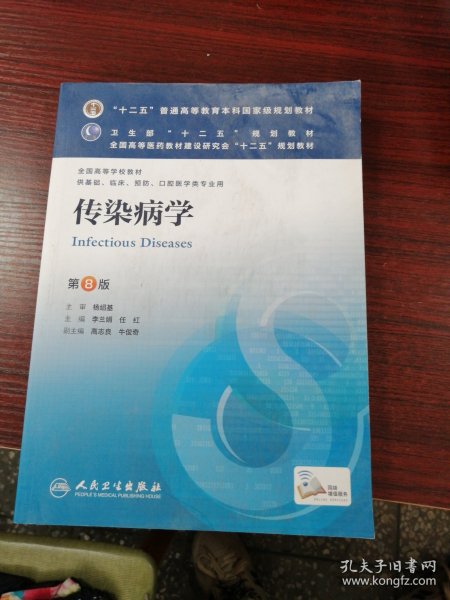 "十二五"普通高等教育本科国家级规划教材
卫生部"十二五"规划教材
全国高等医药教材建设研究会"十二五"规划教材
全国高等学校教材
供基础、临床、预防、口腔医学类专业用
传染病学
Infectious Diseases
第8版
主审 杨绍基
主编 李兰娟 任红
副主编 高志良 牛俊奇
人民卫生出版社
PEOPLE'S MEDICAL PUBLISHING HOUSE
网络
增值服务
孔夫子旧书网
www.kongfz.com